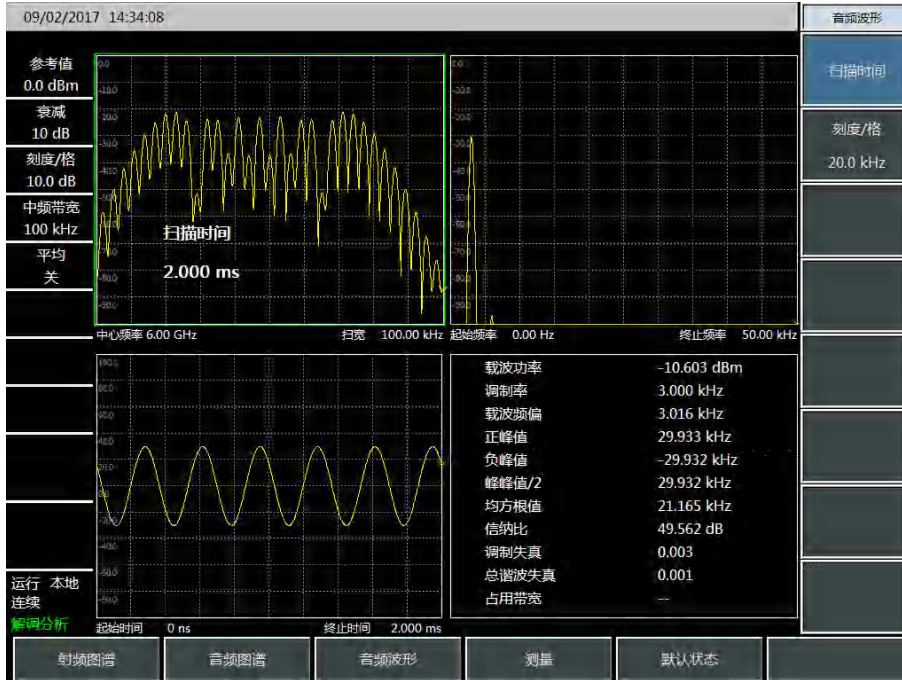 09/02/2017 14:34:08
音频波形
参考值
0.0 dBm
衰减
10 dB
刻度/格
10.0 dB
中频带宽
100 kHz
平均
关
扫描时间
2.000 ms
中心频率 6.00 GHz
扫宽 100.00 kHz
起始频率 0.00 Hz
终止频率 50.00 kHz
载波功率 -10.603 dBm
调制率 3.000 kHz
载波频偏 3.016 kHz
正峰值 29.933 kHz
负峰值 -29.932 kHz
峰峰值/2 29.932 kHz
均方根值 21.165 kHz
信纳比 49.562 dB
调制失真 0.003
总谐波失真 0.001
占用带宽 --
起始时间 0 ns
终止时间 2.000 ms
运行 本地
连续
解调分析
扫描时间
刻度/格
20.0 kHz
射频图谱
音频图谱
音频波形
测量
默认状态